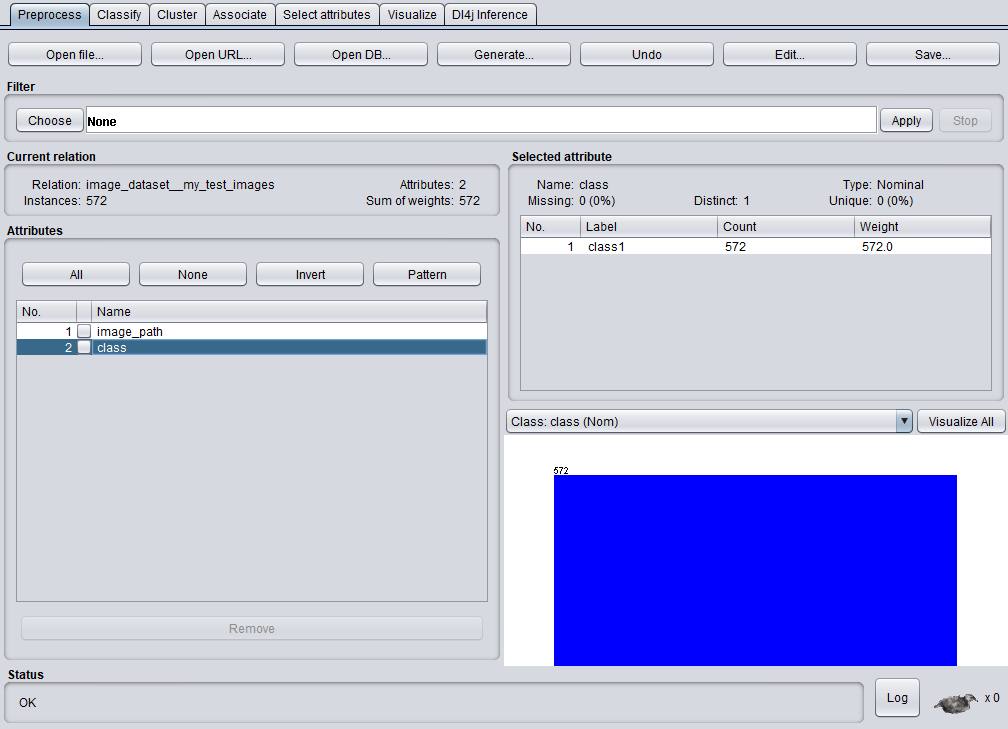 Preprocess Classify Cluster Associate Select attributes Visualize Dl4j Inference
Open file... Open URL... Open DB... Generate... Undo Edit... Save...
Filter
Choose None Apply Stop
Current relation
Relation: image_dataset__my_test_images Attributes: 2
Instances: 572 Sum of weights: 572
Attributes
All None Invert Pattern
No. Name
1 image_path
2 class
Remove
Selected attribute
Name: class Type: Nominal
Missing: 0 (0%) Distinct: 1 Unique: 0 (0%)
No. Label Count Weight
1 class1 572 572.0
Class: class (Nom) Visualize All
572
Status
OK
Log x 0